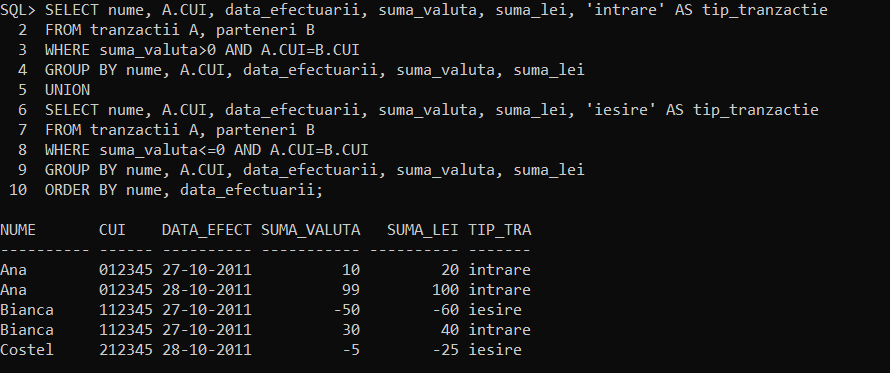 SQL> SELECT nume, A.CUI, data_efectuarii, suma_valuta, suma_lei, 'intrare' AS tip_tranzactie
  2  FROM tranzactii A, parteneri B
  3  WHERE suma_valuta>0 AND A.CUI=B.CUI
  4  GROUP BY nume, A.CUI, data_efectuarii, suma_valuta, suma_lei
  5  UNION
  6  SELECT nume, A.CUI, data_efectuarii, suma_valuta, suma_lei, 'iesire' AS tip_tranzactie
  7  FROM tranzactii A, parteneri B
  8  WHERE suma_valuta<=0 AND A.CUI=B.CUI
  9  GROUP BY nume, A.CUI, data_efectuarii, suma_valuta, suma_lei
 10  ORDER BY nume, data_efectuarii;
NUME       CUI    DATA_EFECT SUMA_VALUTA   SUMA_LEI TIP_TRA
---------- ------ ---------- ----------- ---------- -------
Ana        012345 27-10-2011          10         20 intrare
Ana        012345 28-10-2011          99        100 intrare
Bianca     112345 27-10-2011         -50        -60 iesire
Bianca     112345 27-10-2011          30         40 intrare
Costel     212345 28-10-2011          -5        -25 iesire